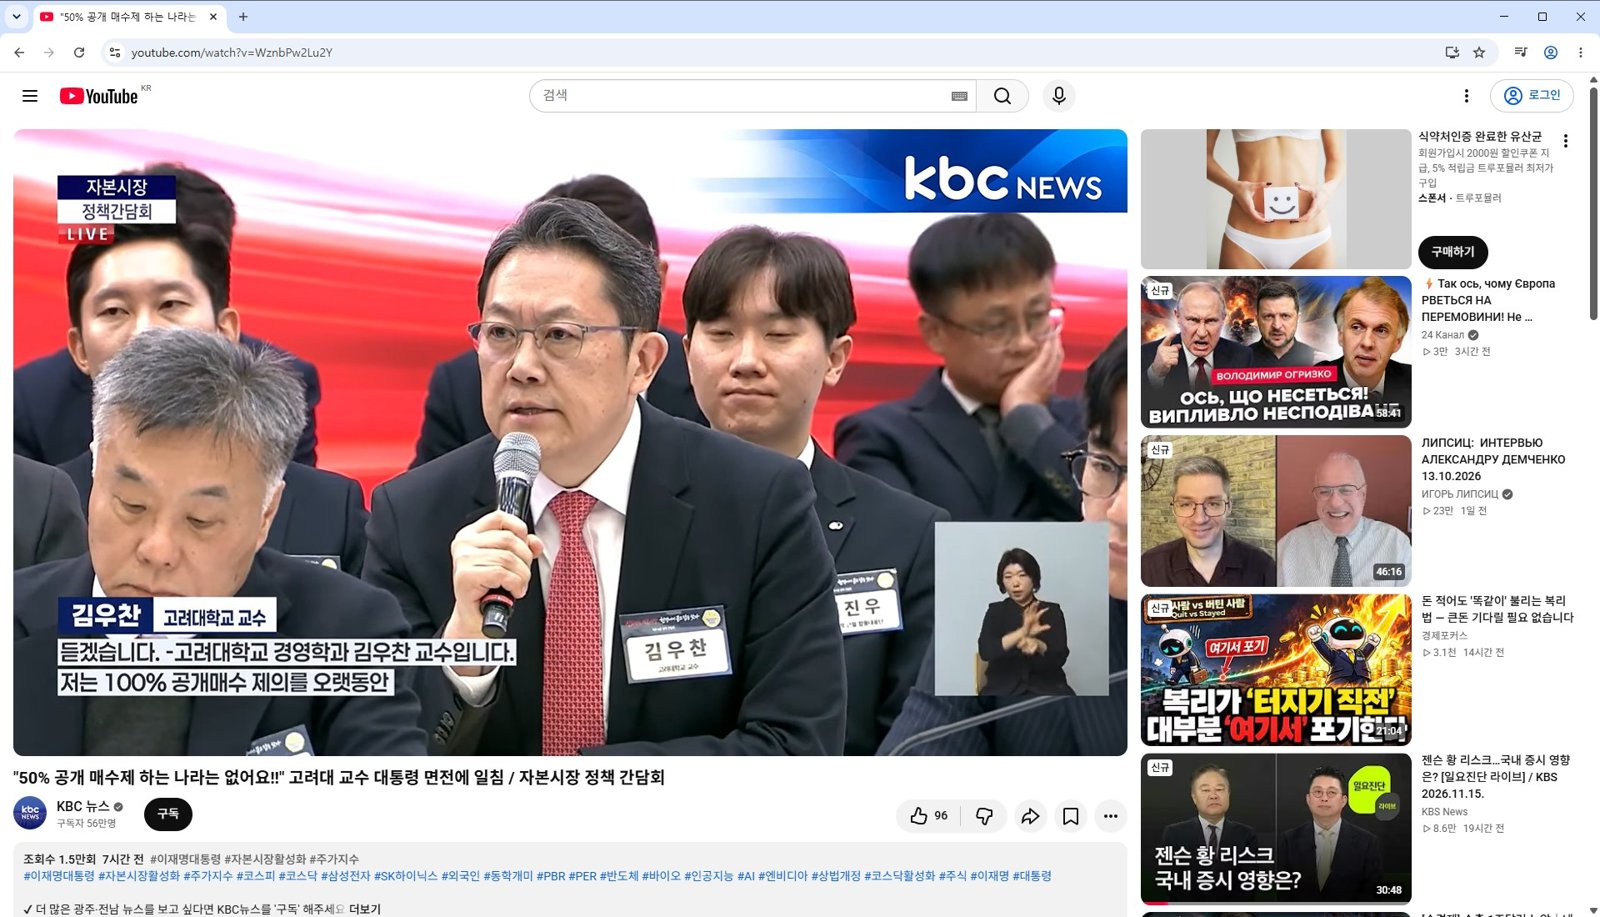 "50% 공개 매수제 하는 나라는
youtube.com/watch?v=WznbPw2Lu2Y
YouTube KR
검색
로그인
자본시장
정책간담회
LIVE
kbc NEWS
김우찬 고려대학교 교수
듣겠습니다. -고려대학교 경영학과 김우찬 교수입니다.
저는 100% 공개매수 제의를 오랫동안
김우찬
고려대학교 교수
진우
"50% 공개 매수제 하는 나라는 없어요!!" 고려대 교수 대통령 면전에 일침 / 자본시장 정책 간담회
kbc NEWS
KBC 뉴스
구독자 56만명
구독
96
조회수 1.5만회 7시간 전 #이재명대통령 #자본시장활성화 #주가지수
#이재명대통령 #자본시장활성화 #주가지수 #코스피 #코스닥 #삼성전자 #SK하이닉스 #외국인 #동학개미 #PBR #PER #반도체 #바이오 #인공지능 #AI #엔비디아 #상법개정 #코스닥활성화 #주식 #이재명 #대통령
✓ 더 많은 광주·전남 뉴스를 보고 싶다면 KBC뉴스를 '구독' 해주세요 더보기
식약처인증 완료한 유산균
회원가입시 2000원 할인쿠폰 지
급, 5% 적립금 트루포뮬러 최저가
구입
스폰서 · 트루포뮬러
구매하기
신규
ВОЛОДИМИР ОГРИЗКО
ОСЬ, ЩО НЕСЕТЬСЯ!
ВИПЛИВЛО НЕСПОДІВАНЕ
58:41
⚡ Так ось, чому Європа
РВЕТЬСЯ НА
ПЕРЕМОВИНИ! Не ...
24 Канал
3만 3시간 전
신규
46:16
ЛИПСИЦ: ИНТЕРВЬЮ
АЛЕКСАНДРУ ДЕМЧЕНКО
13.10.2026
ИГОРЬ ЛИПСИЦ
23만 1일 전
신규
사람 vs 버틴 사람
Quit vs Stayed
여기서 포기
복리가 '터지기 직전'
대부분 '여기서' 포기한다
21:04
돈 적어도 '똑같이' 불리는 복리
법 – 큰돈 기다릴 필요 없습니다
경제포커스
3.1천 14시간 전
신규
일요진단
라이브
젠슨 황 리스크
국내 증시 영향은?
30:48
젠슨 황 리스크...국내 증시 영향
은? [일요진단 라이브] / KBS
2026.11.15.
KBS News
8.6만 19시간 전